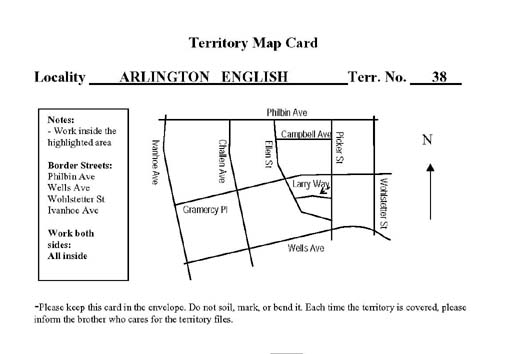 Territory Map Card
Locality ARLINGTON ENGLISH Terr. No. 38
Notes:
- Work inside the
highlighted area
Border Streets:
Philbin Ave
Wells Ave
Wohlstetter St
Ivanhoe Ave
Work both
sides:
All inside
Philbin Ave
Campbell Ave
Ivanhoe Ave
Challen Ave
Ellen St
Picker St
N
Larry Way
Wohlstetter St
Gramercy Pl
Wells Ave
-Please keep this card in the envelope. Do not soil, mark, or bend it. Each time the territory is covered, please
inform the brother who cares for the territory files.